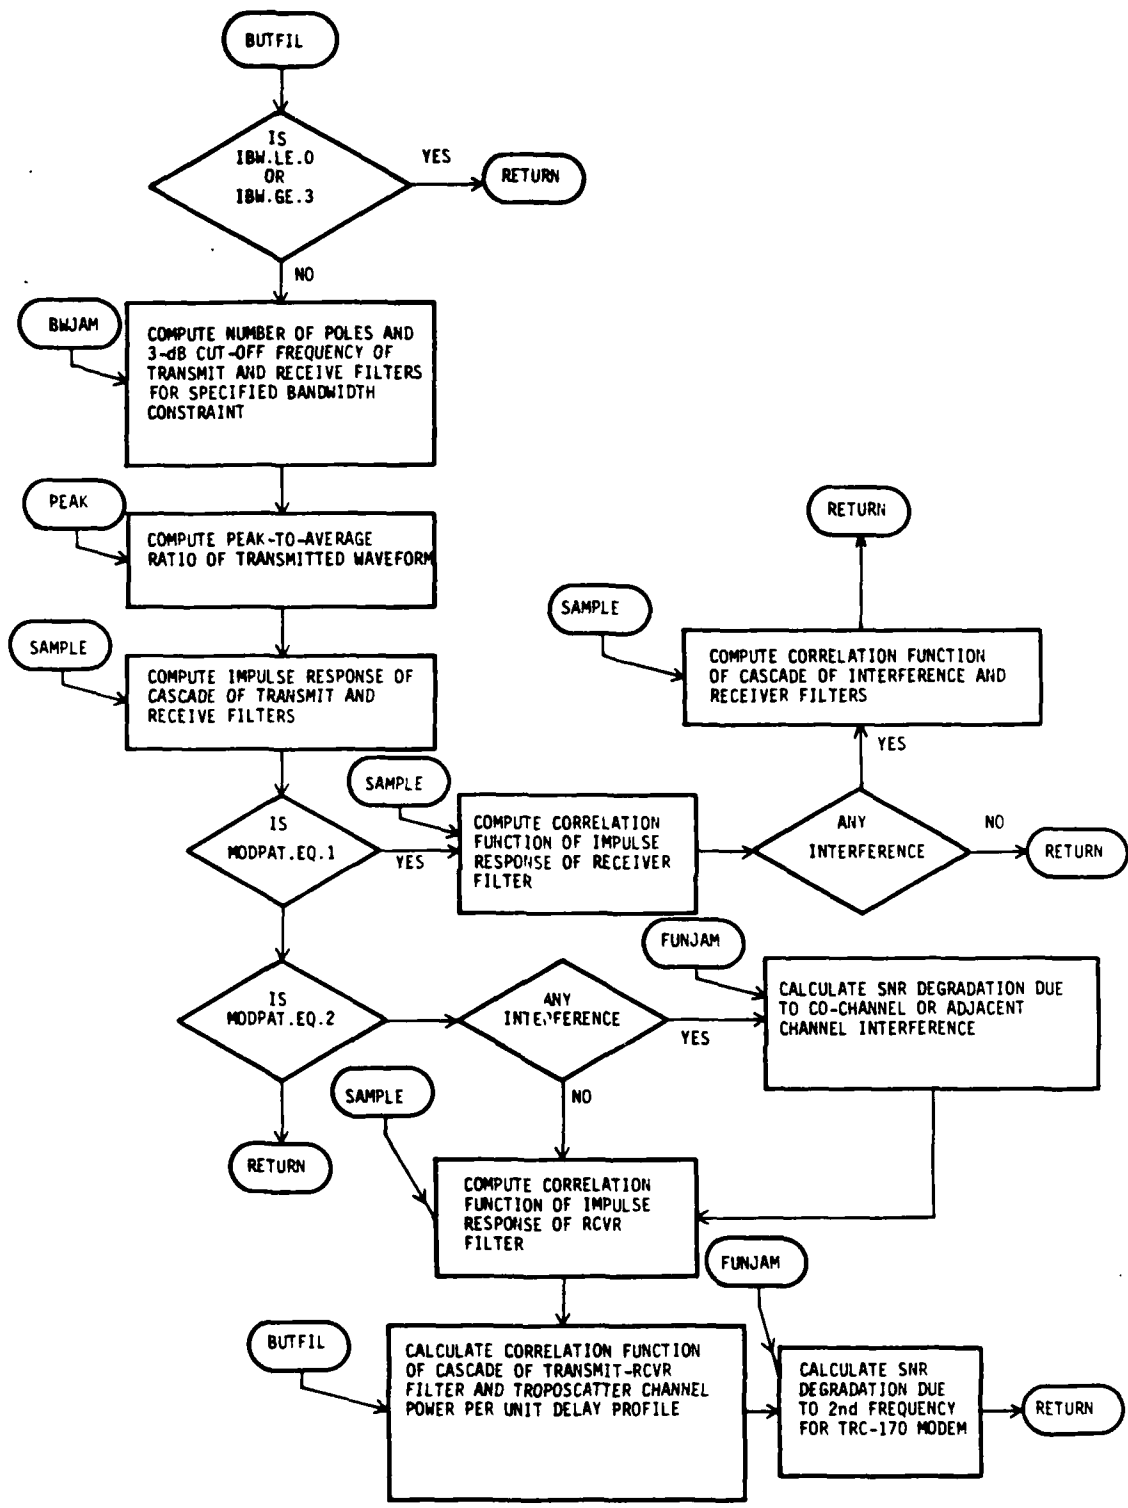 BUTFIL
IS
IBW.LE.0
OR
IBW.GE.3
YES
RETURN
NO
BWJAM
COMPUTE NUMBER OF POLES AND
3-dB CUT-OFF FREQUENCY OF
TRANSMIT AND RECEIVE FILTERS
FOR SPECIFIED BANDWIDTH
CONSTRAINT
PEAK
COMPUTE PEAK-TO-AVERAGE
RATIO OF TRANSMITTED WAVEFORM
RETURN
SAMPLE
COMPUTE CORRELATION FUNCTION
OF CASCADE OF INTERFERENCE AND
RECEIVER FILTERS
YES
SAMPLE
COMPUTE IMPULSE RESPONSE OF
CASCADE OF TRANSMIT AND
RECEIVE FILTERS
IS
MODPAT.EQ.1
YES
SAMPLE
COMPUTE CORRELATION
FUNCTION OF IMPULSE
RESPONSE OF RECEIVER
FILTER
ANY
INTERFERENCE
NO
RETURN
IS
MODPAT.EQ.2
ANY
INTERFERENCE
YES
FUNJAM
CALCULATE SNR DEGRADATION DUE
TO CO-CHANNEL OR ADJACENT
CHANNEL INTERFERENCE
NO
RETURN
SAMPLE
COMPUTE CORRELATION
FUNCTION OF IMPULSE
RESPONSE OF RCVR
FILTER
BUTFIL
CALCULATE CORRELATION FUNCTION
OF CASCADE OF TRANSMIT-RCVR
FILTER AND TROPOSCATTER CHANNEL
POWER PER UNIT DELAY PROFILE
FUNJAM
CALCULATE SNR
DEGRADATION DUE
TO 2nd FREQUENCY
FOR TRC-170 MODEM
RETURN